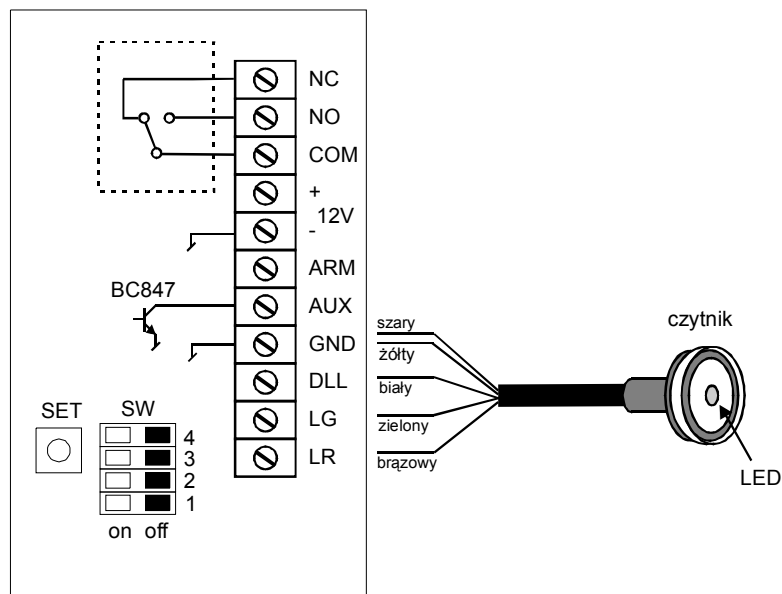 NC
NO
COM
+
12V
-
ARM
BC847
AUX
GND
DLL
LG
LR
SET
SW
4
3
2
1
on off
szary
żółty
biały
zielony
brązowy
czytnik
LED